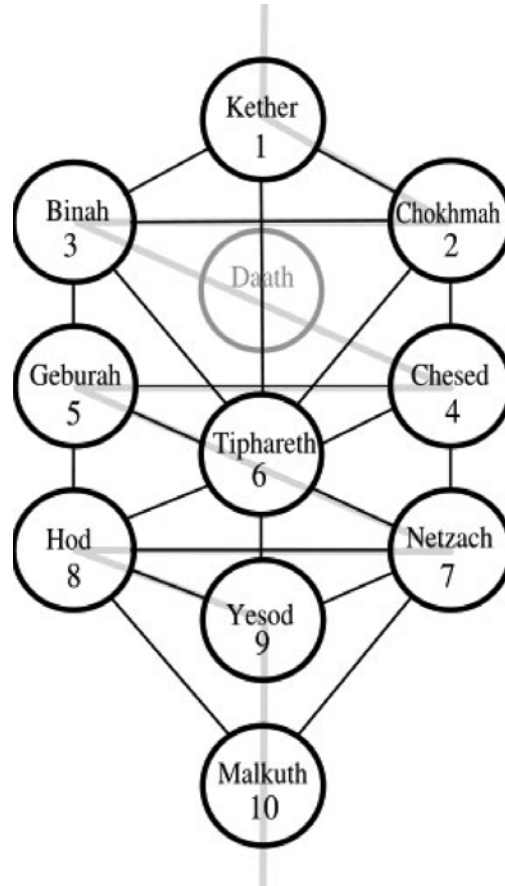 Kether
1
Binah
3
Chokhmah
2
Daath
Geburah
5
Chesed
4
Tiphareth
6
Hod
8
Netzach
7
Yesod
9
Malkuth
10